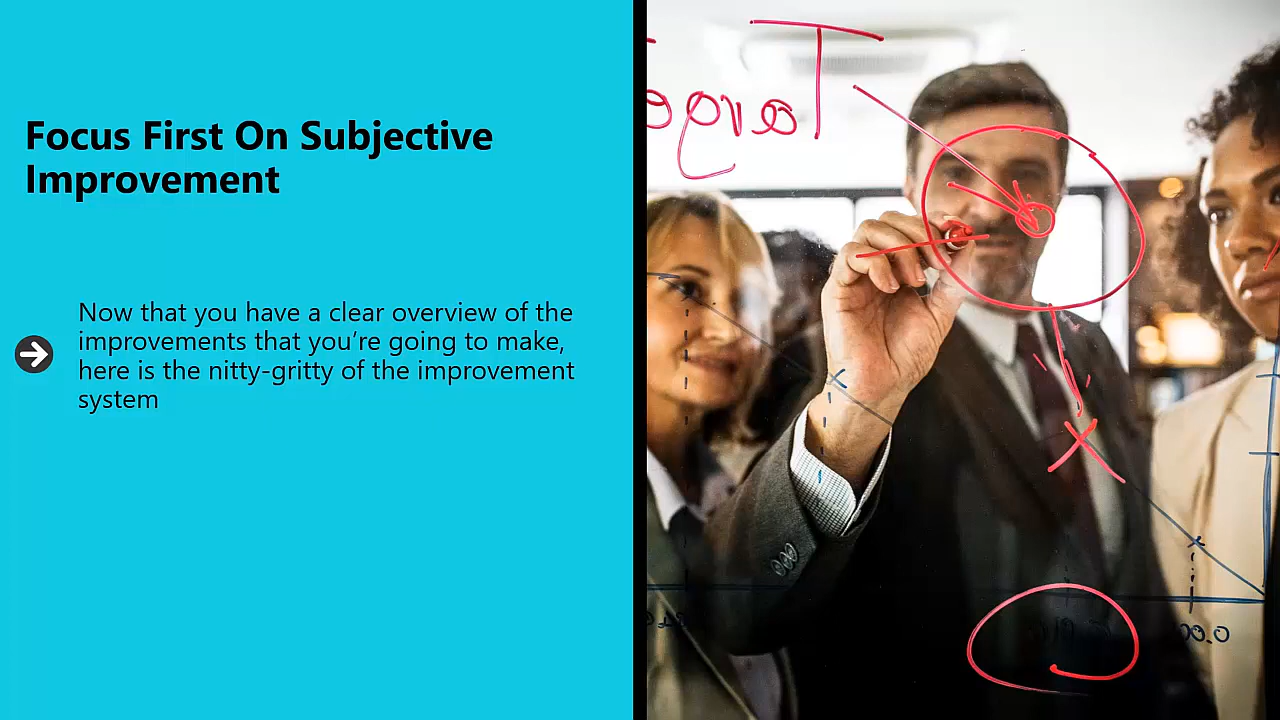 Focus First On Subjective
Improvement
Now that you have a clear overview of the
improvements that you’re going to make,
here is the nitty-gritty of the improvement
system